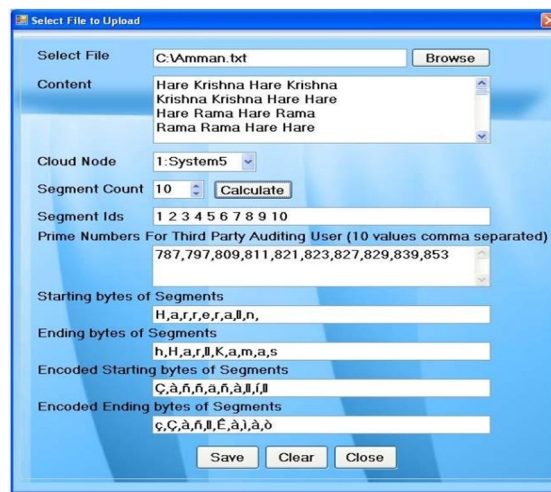 Select File to Upload
Select File C:\Amman.txt Browse
Content Hare Krishna Hare Krishna
Krishna Krishna Hare Hare
Hare Rama Hare Rama
Rama Rama Hare Hare
Cloud Node 1:System5
Segment Count 10 Calculate
Segment Ids 1 2 3 4 5 6 7 8 9 10
Prime Numbers For Third Party Auditing User (10 values comma separated)
787,797,809,811,821,823,827,829,839,853
Starting bytes of Segments
H,a,r,r,e,r,a,‖,n,
Ending bytes of Segments
h,H,a,r,‖,K,a,m,a,s
Encoded Starting bytes of Segments
Ç,à,ñ,ñ,ä,ñ,à,‖,í,‖
Encoded Ending bytes of Segments
ç,Ç,à,ñ,‖,Ê,à,ì,à,ò
Save Clear Close